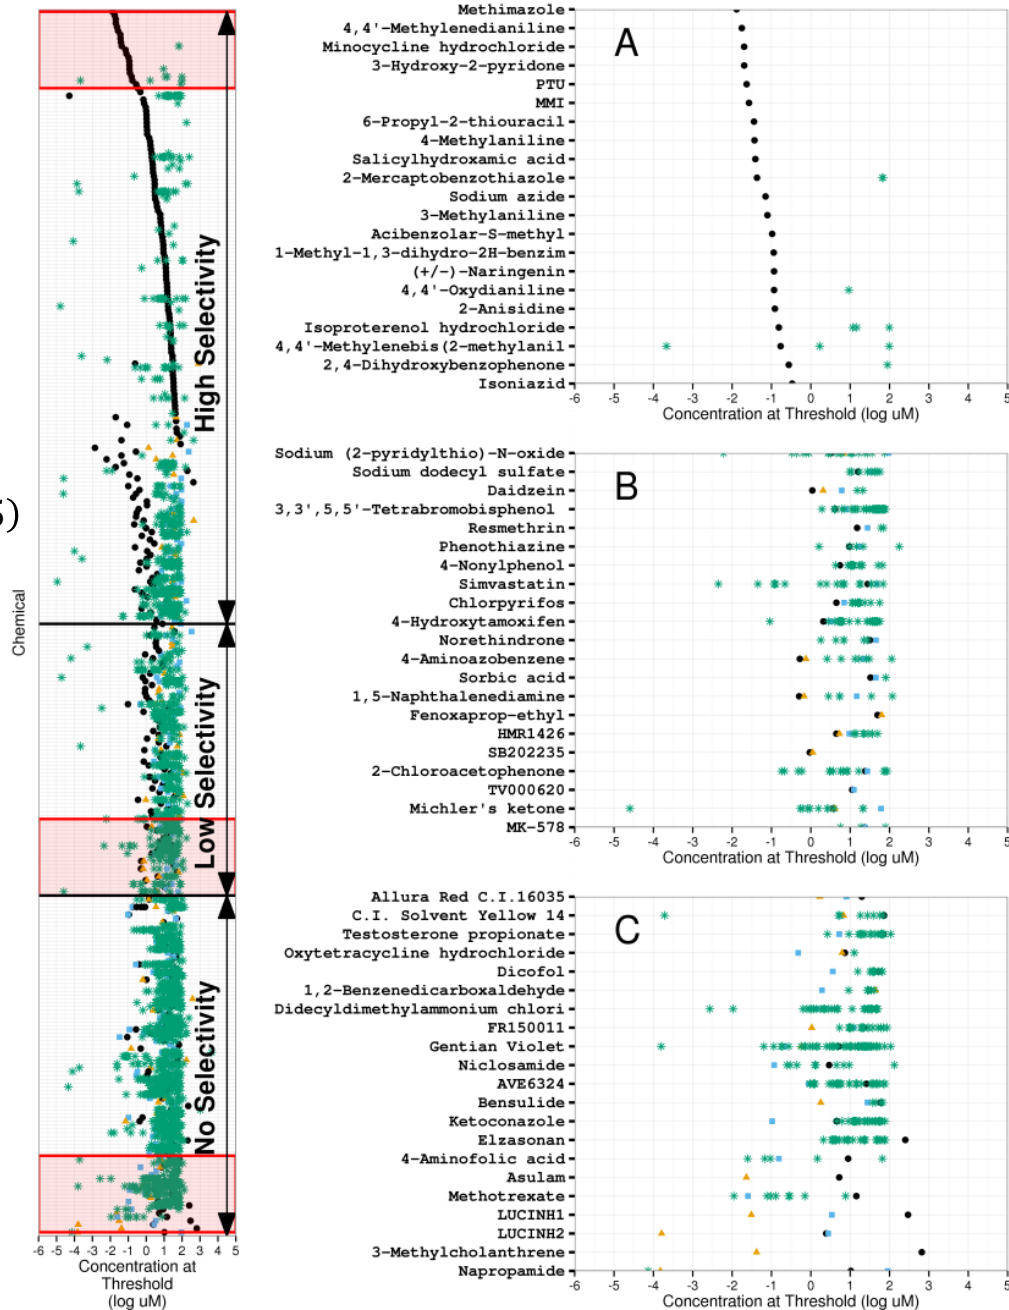 5)
Chemical
High Selectivity
Low Selectivity
No Selectivity
-6 -5 -4 -3 -2 -1 0 1 2 3 4 5
Concentration at
Threshold
(log uM)
A
Methimazole
4,4'-Methylenedianiline
Minocycline hydrochloride
3-Hydroxy-2-pyridone
PTU
MMI
6-Propyl-2-thiouracil
4-Methylaniline
Salicylhydroxamic acid
2-Mercaptobenzothiazole
Sodium azide
3-Methylaniline
Acibenzolar-S-methyl
1-Methyl-1,3-dihydro-2H-benzim
(+/-)-Naringenin
4,4'-Oxydianiline
2-Anisidine
Isoproterenol hydrochloride
4,4'-Methylenebis(2-methylanil
2,4-Dihydroxybenzophenone
Isoniazid
-6 -5 -4 -3 -2 -1 0 1 2 3 4 5
Concentration at Threshold (log uM)
B
Sodium (2-pyridylthio)-N-oxide
Sodium dodecyl sulfate
Daidzein
3,3',5,5'-Tetrabromobisphenol
Resmethrin
Phenothiazine
4-Nonylphenol
Simvastatin
Chlorpyrifos
4-Hydroxytamoxifen
Norethindrone
4-Aminoazobenzene
Sorbic acid
1,5-Naphthalenediamine
Fenoxaprop-ethyl
HMR1426
SB202235
2-Chloroacetophenone
TV000620
Michler's ketone
MK-578
-6 -5 -4 -3 -2 -1 0 1 2 3 4 5
Concentration at Threshold (log uM)
C
Allura Red C.I.16035
C.I. Solvent Yellow 14
Testosterone propionate
Oxytetracycline hydrochloride
Dicofol
1,2-Benzenedicarboxaldehyde
Didecyldimethylammonium chlori
FR150011
Gentian Violet
Niclosamide
AVE6324
Bensulide
Ketoconazole
Elzasonan
4-Aminofolic acid
Asulam
Methotrexate
LUCINH1
LUCINH2
3-Methylcholanthrene
Napropamide
-6 -5 -4 -3 -2 -1 0 1 2 3 4 5
Concentration at Threshold (log uM)